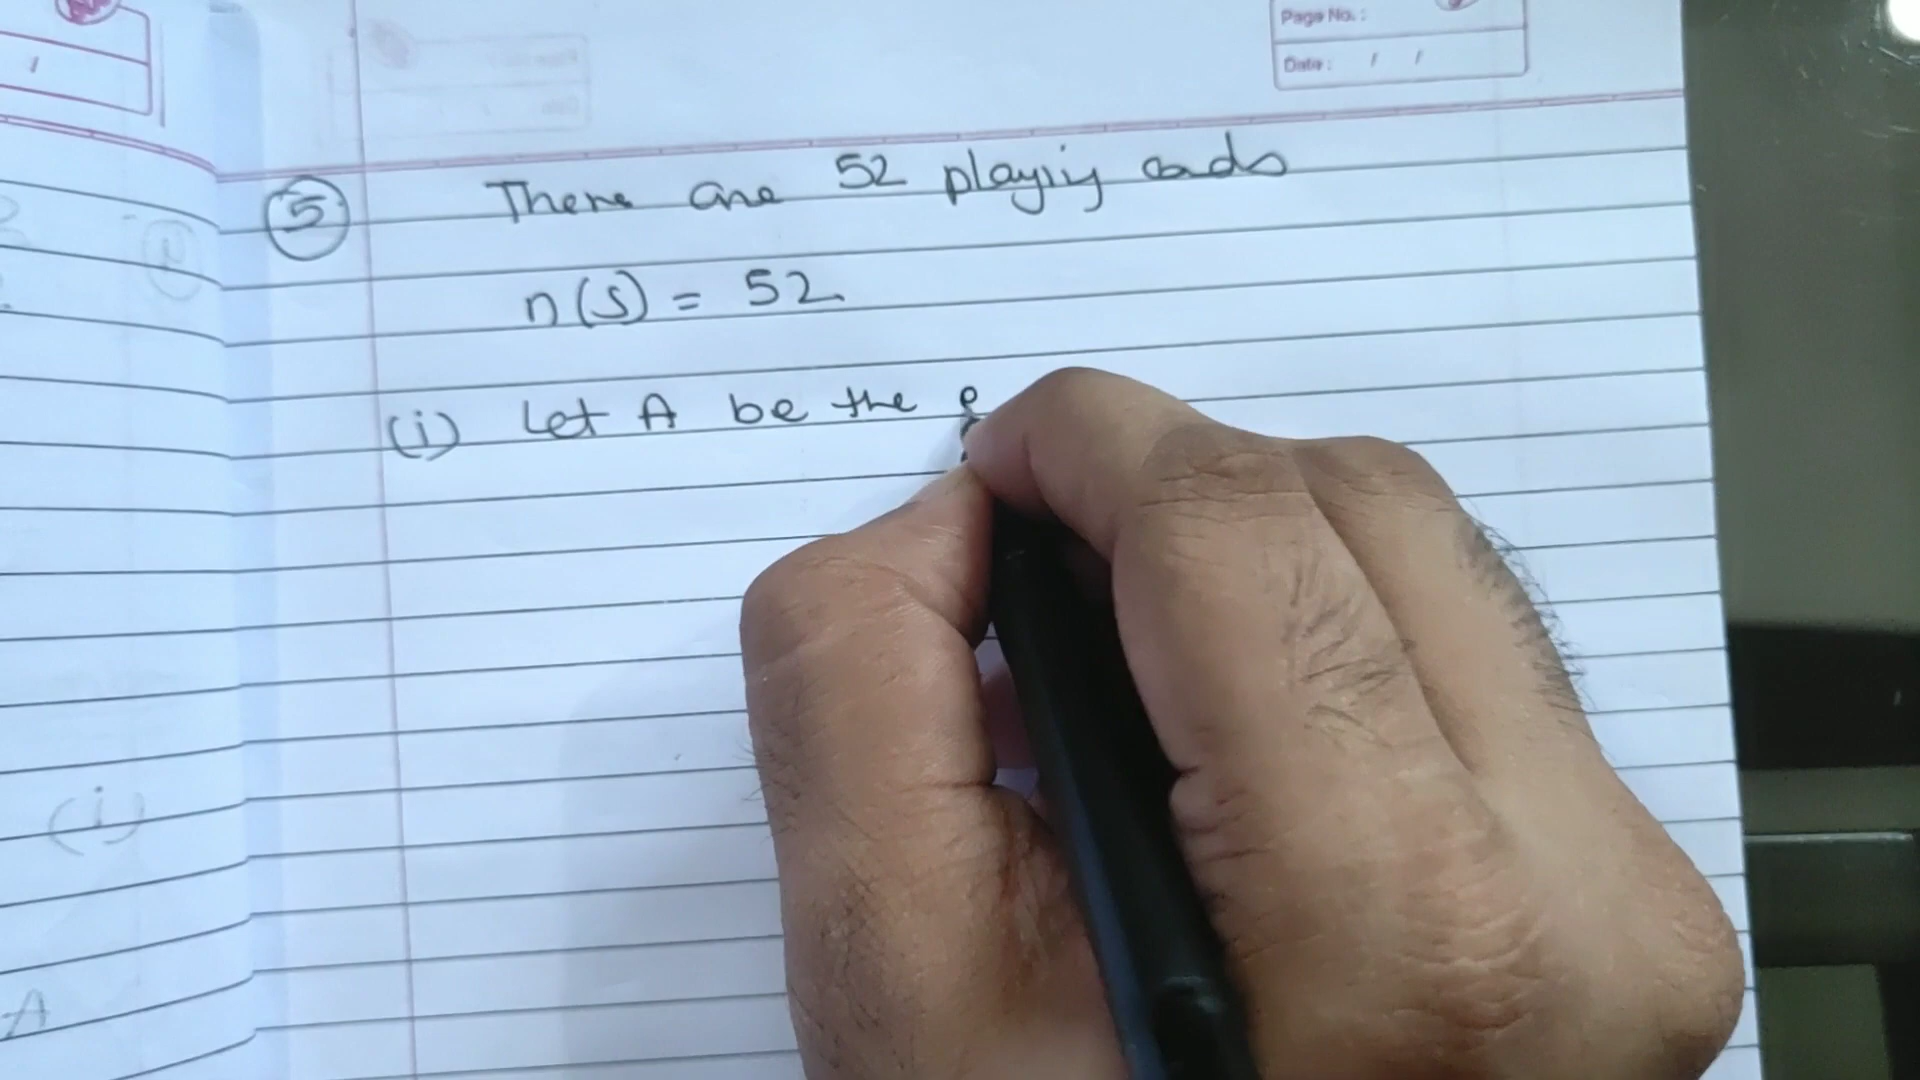 Page No. :
Date : / /
5 There are 52 playing cards
n(S) = 52
(i) Let A be the
(i)
A